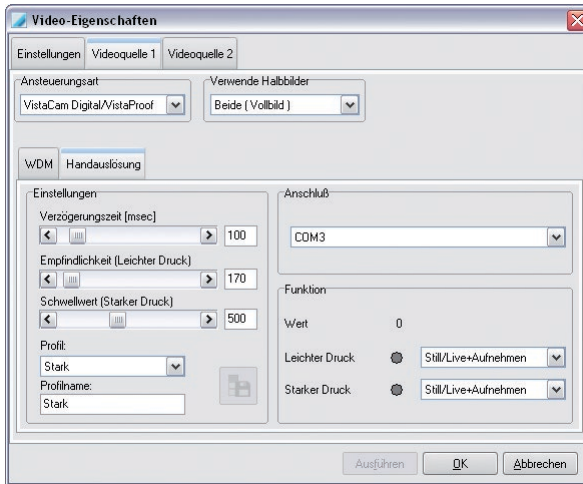 Video-Eigenschaften
Einstellungen Videoquelle 1 Videoquelle 2
Ansteuerungsart
VistaCam Digital/VistaProof
Verwende Halbbilder
Beide ( Vollbild )
WDM Handauslösung
Einstellungen
Verzögerungszeit [msec]
100
Empfindlichkeit (Leichter Druck)
170
Schwellwert (Starker Druck)
500
Profil:
Stark
Profilname:
Stark
Anschluß
COM3
Funktion
Wert 0
Leichter Druck Still/Live+Aufnehmen
Starker Druck Still/Live+Aufnehmen
Ausführen OK Abbrechen